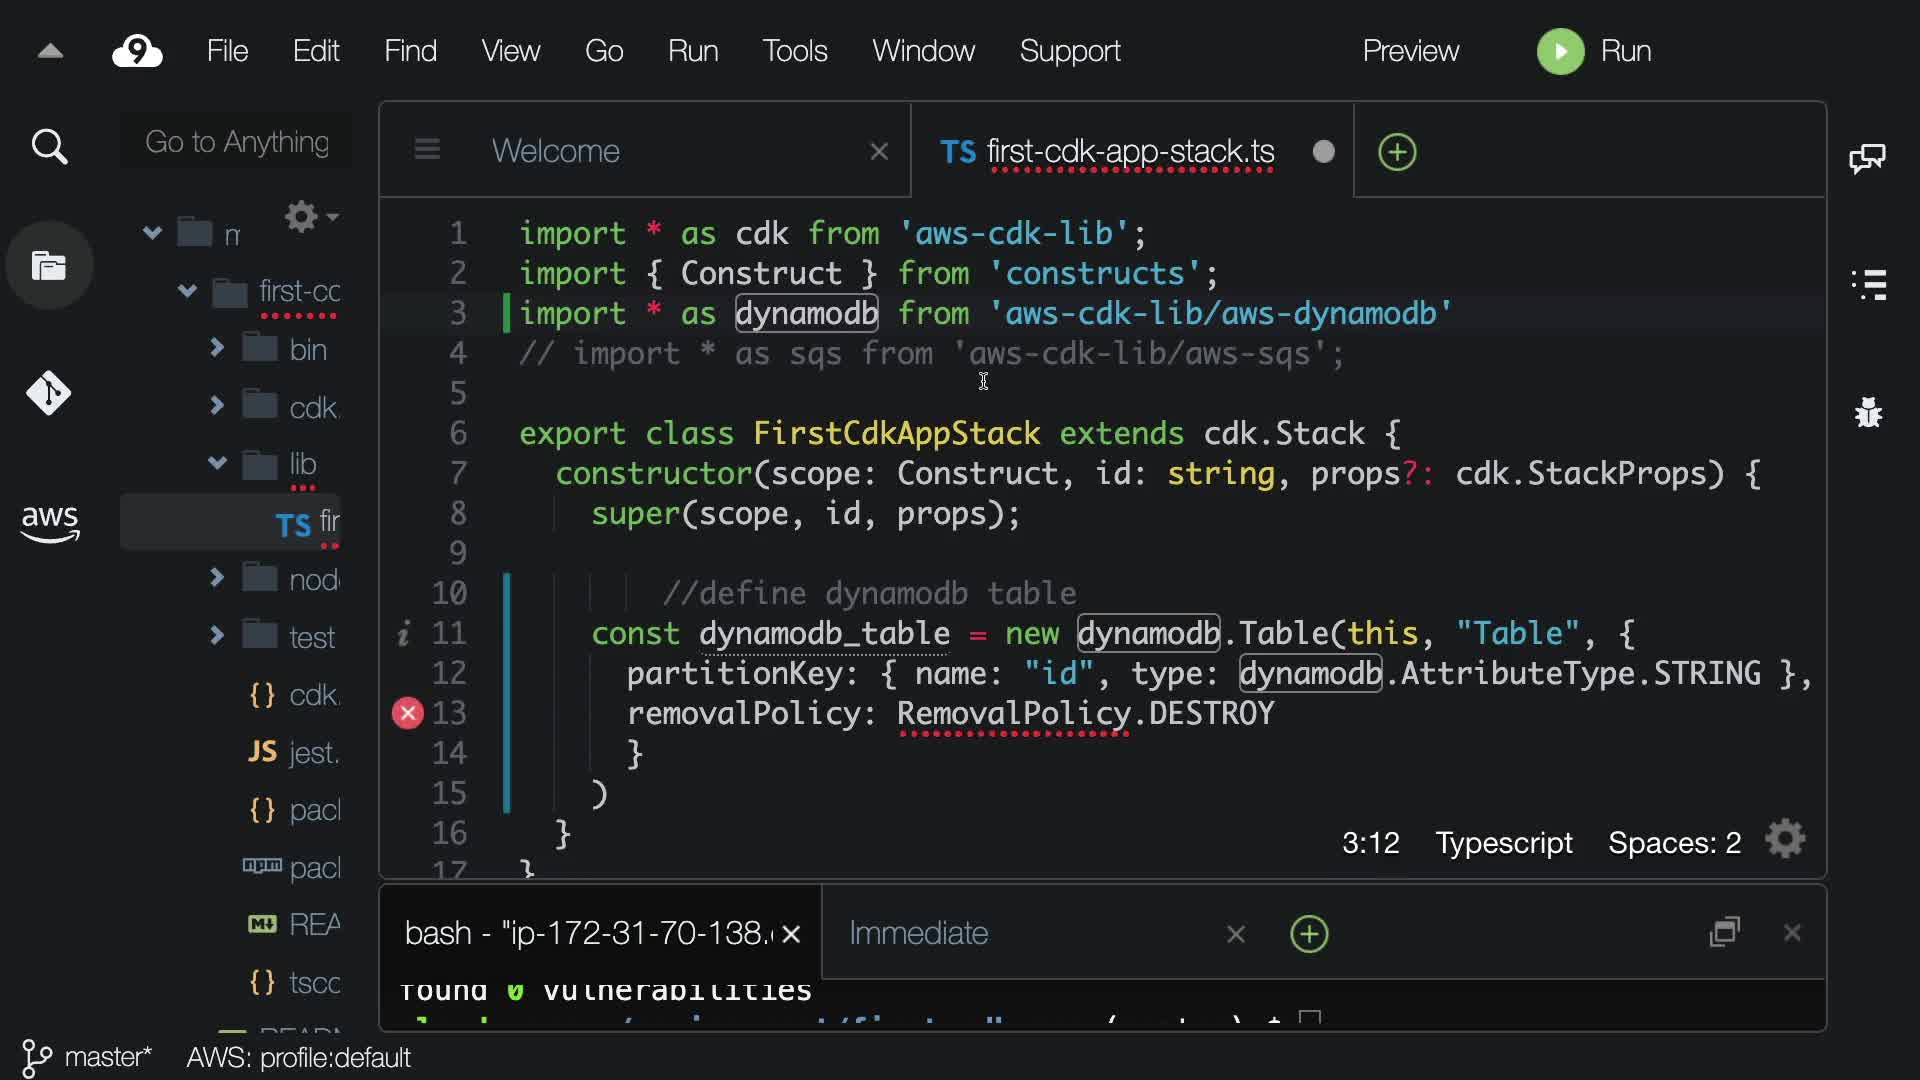 9 File Edit Find View Go Run Tools Window Support Preview Run
Go to Anything
Welcome
TS first-cdk-app-stack.ts
m
first-cc
bin
cdk.
lib
TS fir
node
test
{} cdk.
JS jest.
{} pacl
pacl
M↓ REA
{} tscc
aws
1 import * as cdk from 'aws-cdk-lib';
2 import { Construct } from 'constructs';
3 import * as dynamodb from 'aws-cdk-lib/aws-dynamodb'
4 // import * as sqs from 'aws-cdk-lib/aws-sqs';
5
6 export class FirstCdkAppStack extends cdk.Stack {
7 constructor(scope: Construct, id: string, props?: cdk.StackProps) {
8 super(scope, id, props);
9
10 //define dynamodb table
i 11 const dynamodb_table = new dynamodb.Table(this, "Table", {
12 partitionKey: { name: "id", type: dynamodb.AttributeType.STRING },
13 removalPolicy: RemovalPolicy.DESTROY
14 }
15 )
16 }
17 }
3:12 Typescript Spaces: 2
bash - "ip-172-31-70-138.
Immediate
found 0 vulnerabilities
master* AWS: profile:default